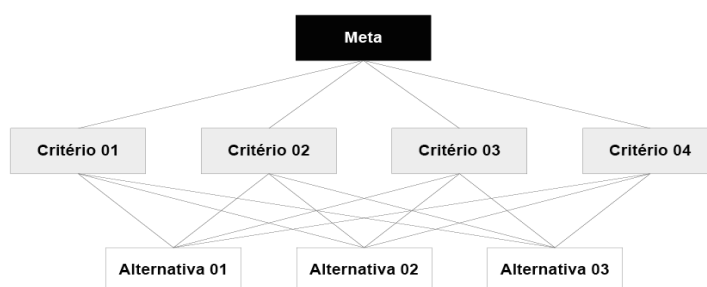 Meta
Critério 01
Critério 02
Critério 03
Critério 04
Alternativa 01
Alternativa 02
Alternativa 03